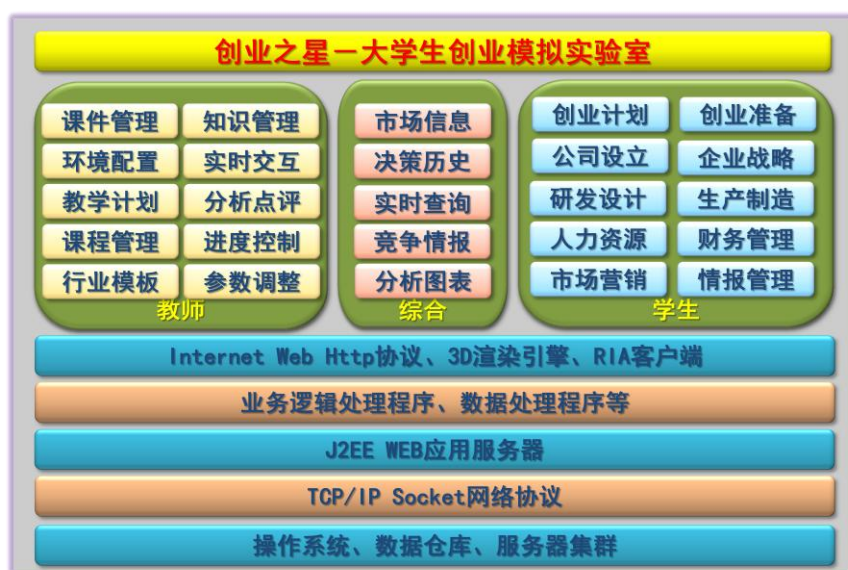 创业之星－大学生创业模拟实验室
课件管理 知识管理
环境配置 实时交互
教学计划 分析点评
课程管理 进度控制
行业模板 参数调整
教师
市场信息
决策历史
实时查询
竞争情报
分析图表
综合
创业计划 创业准备
公司设立 企业战略
研发设计 生产制造
人力资源 财务管理
市场营销 情报管理
学生
Internet Web Http协议、3D渲染引擎、RIA客户端
业务逻辑处理程序、数据处理程序等
J2EE WEB应用服务器
TCP/IP Socket网络协议
操作系统、数据仓库、服务器集群